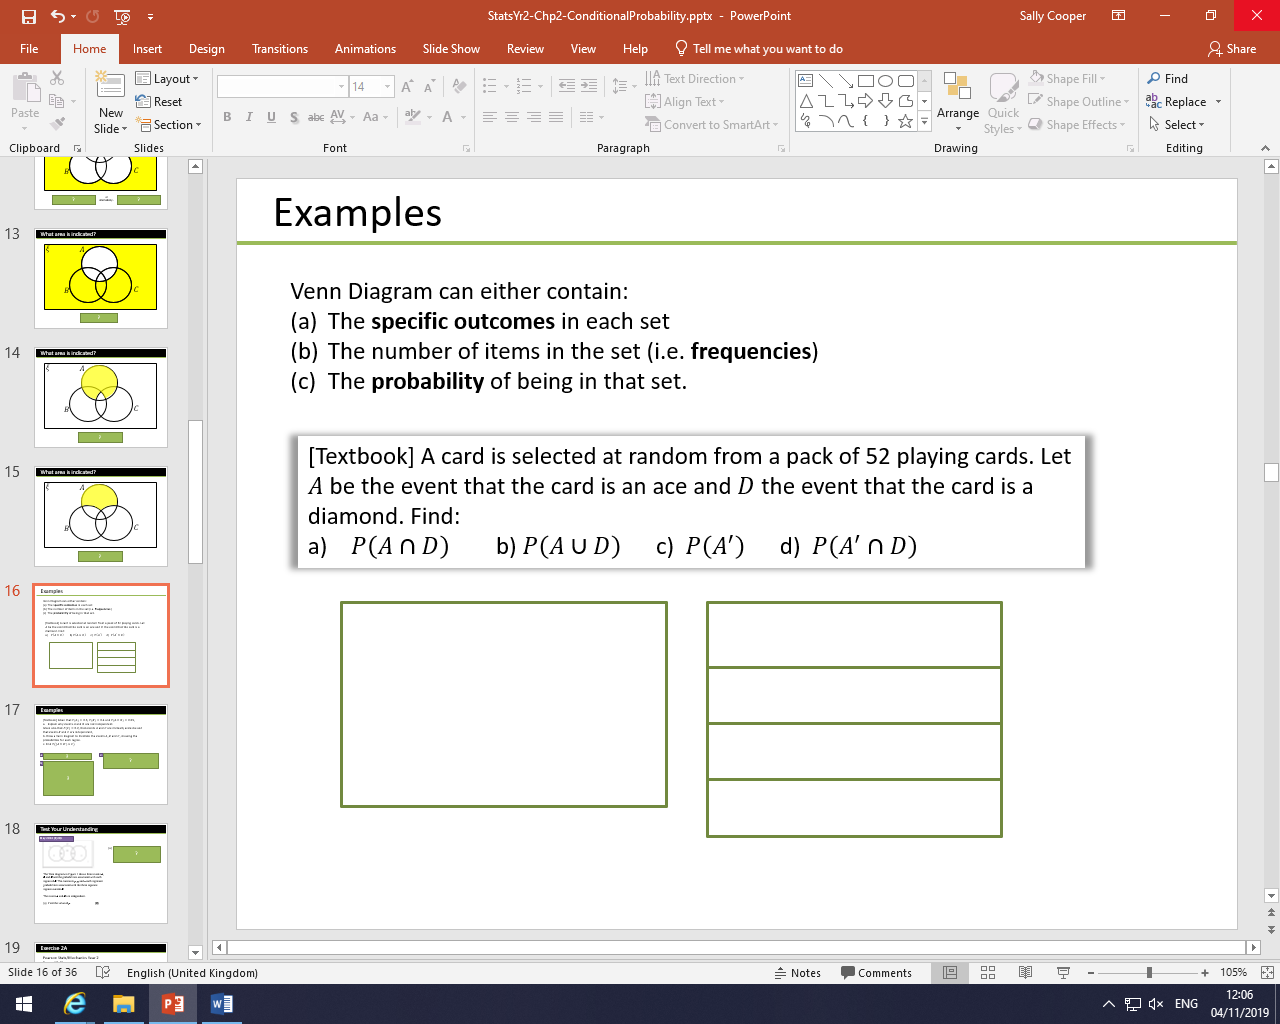 StatsYr2-Chp2-ConditionalProbability.pptx - PowerPoint
Sally Cooper
File Home Insert Design Transitions Animations Slide Show Review View Help Tell me what you want to do Share
Paste
New Slide
Layout
Reset
Section
14
Text Direction
Align Text
Convert to SmartArt
Arrange
Quick Styles
Shape Fill
Shape Outline
Shape Effects
Find
Replace
Select
Clipboard Slides Font Paragraph Drawing Editing
13
What area is indicated?
ξ A B C
14
What area is indicated?
ξ A B C
15
What area is indicated?
ξ A B C
16
Examples
17
Examples
18
Test Your Understanding
19
Exercise 2A
Examples
Venn Diagram can either contain:
(a) The specific outcomes in each set
(b) The number of items in the set (i.e. frequencies)
(c) The probability of being in that set.
[Textbook] A card is selected at random from a pack of 52 playing cards. Let
A be the event that the card is an ace and D the event that the card is a
diamond. Find:
a) P(A ∩ D) b) P(A ∪ D) c) P(A′) d) P(A′ ∩ D)
Slide 16 of 36 English (United Kingdom) Notes Comments 105%
ENG
12:06
04/11/2019